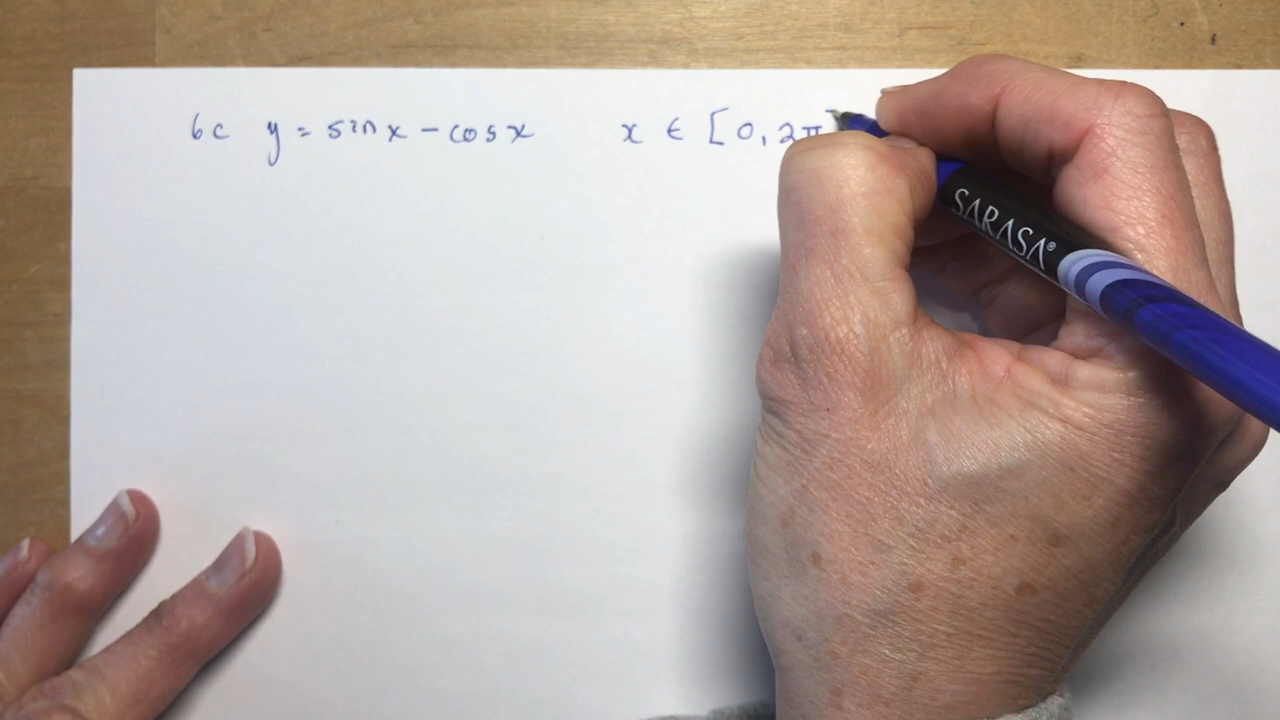 6c y = sin x - cos x x ∈ [0, 2π]
SARASA®